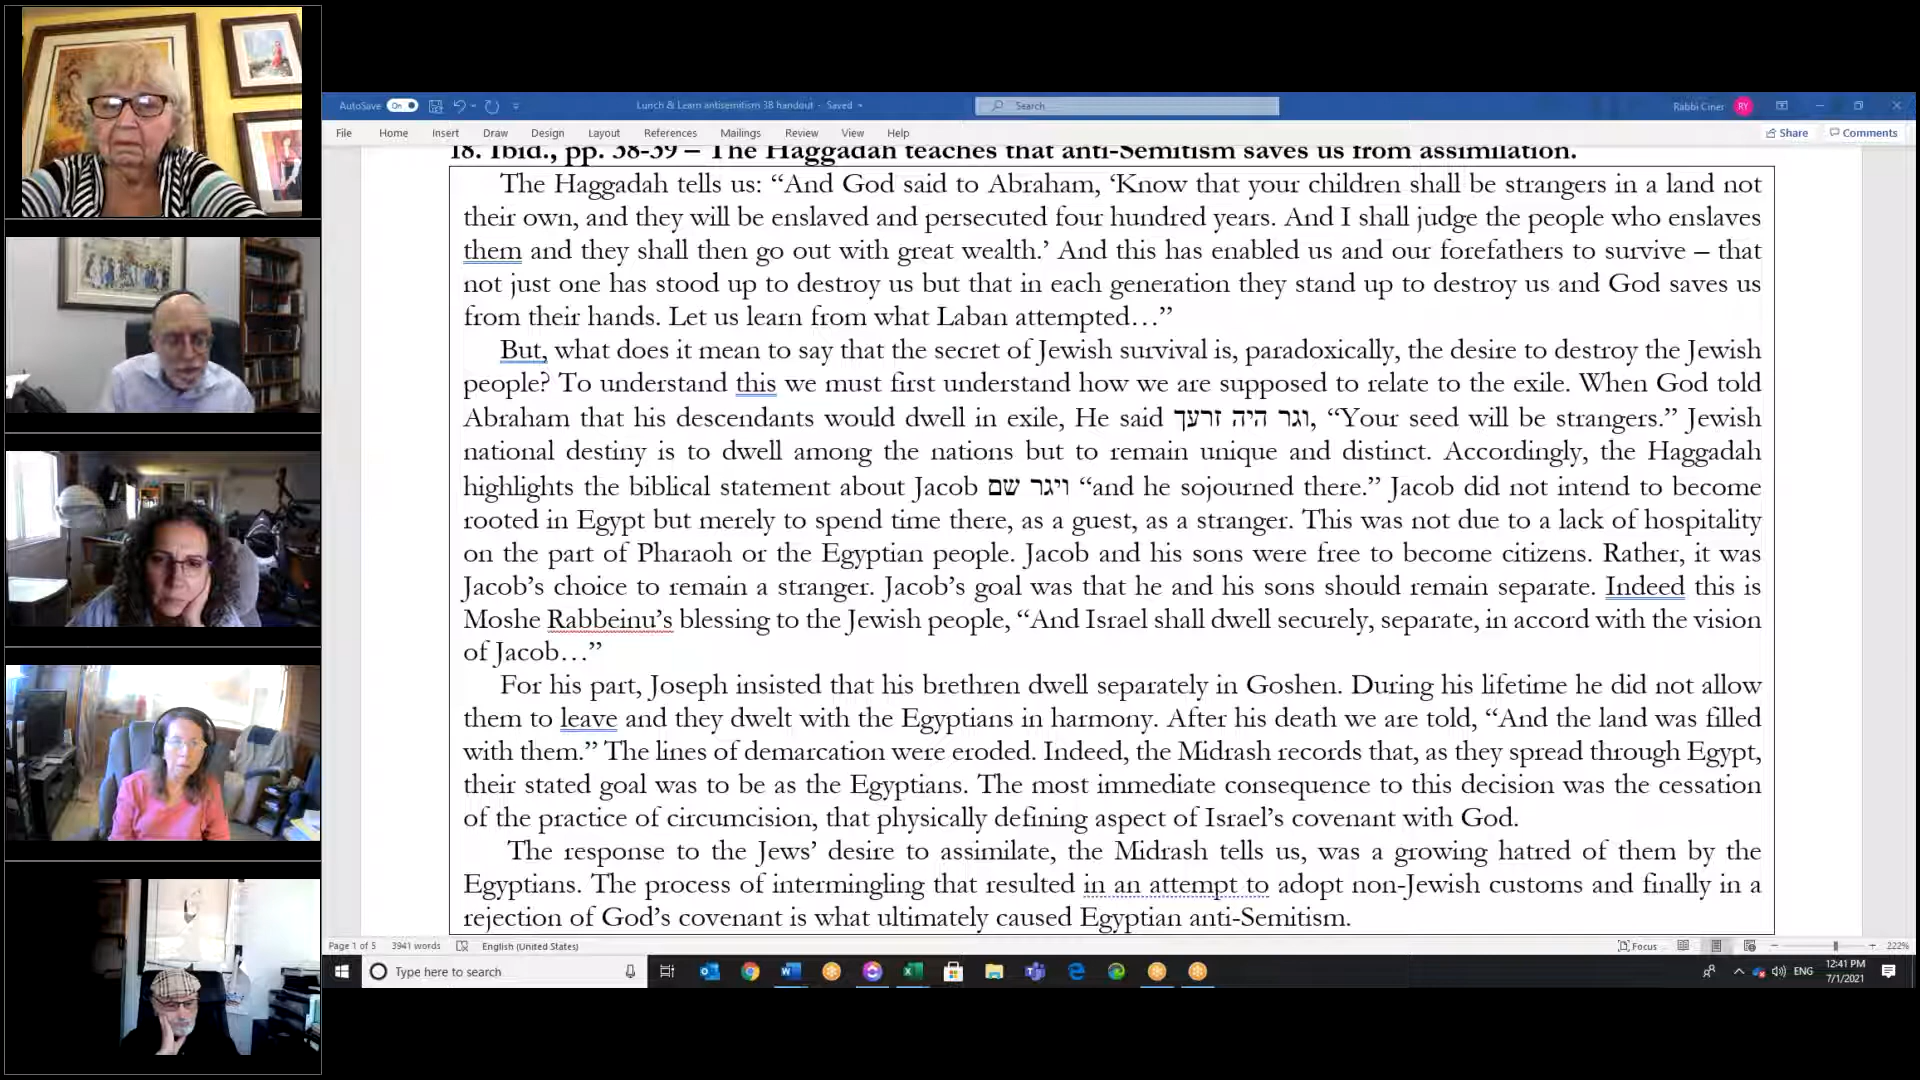 AutoSave On Lunch & Learn antisemitism 3B handout - Saved Search Rabbi Ciner RY
File Home Insert Draw Design Layout References Mailings Review View Help Share Comments
18. Ibid., pp. 38-39 – The Haggadah teaches that anti-Semitism saves us from assimilation.
The Haggadah tells us: “And God said to Abraham, ‘Know that your children shall be strangers in a land not
their own, and they will be enslaved and persecuted four hundred years. And I shall judge the people who enslaves
them and they shall then go out with great wealth.’ And this has enabled us and our forefathers to survive – that
not just one has stood up to destroy us but that in each generation they stand up to destroy us and God saves us
from their hands. Let us learn from what Laban attempted…”
But, what does it mean to say that the secret of Jewish survival is, paradoxically, the desire to destroy the Jewish
people? To understand this we must first understand how we are supposed to relate to the exile. When God told
Abraham that his descendants would dwell in exile, He said וגר היה זרעך, “Your seed will be strangers.” Jewish
national destiny is to dwell among the nations but to remain unique and distinct. Accordingly, the Haggadah
highlights the biblical statement about Jacob ויגר שם “and he sojourned there.” Jacob did not intend to become
rooted in Egypt but merely to spend time there, as a guest, as a stranger. This was not due to a lack of hospitality
on the part of Pharaoh or the Egyptian people. Jacob and his sons were free to become citizens. Rather, it was
Jacob’s choice to remain a stranger. Jacob’s goal was that he and his sons should remain separate. Indeed this is
Moshe Rabbeinu’s blessing to the Jewish people, “And Israel shall dwell securely, separate, in accord with the vision
of Jacob…”
For his part, Joseph insisted that his brethren dwell separately in Goshen. During his lifetime he did not allow
them to leave and they dwelt with the Egyptians in harmony. After his death we are told, “And the land was filled
with them.” The lines of demarcation were eroded. Indeed, the Midrash records that, as they spread through Egypt,
their stated goal was to be as the Egyptians. The most immediate consequence to this decision was the cessation
of the practice of circumcision, that physically defining aspect of Israel’s covenant with God.
The response to the Jews’ desire to assimilate, the Midrash tells us, was a growing hatred of them by the
Egyptians. The process of intermingling that resulted in an attempt to adopt non-Jewish customs and finally in a
rejection of God’s covenant is what ultimately caused Egyptian anti-Semitism.
Page 1 of 5 3941 words English (United States) Focus 222%
Type here to search ENG 12:41 PM
7/1/2021